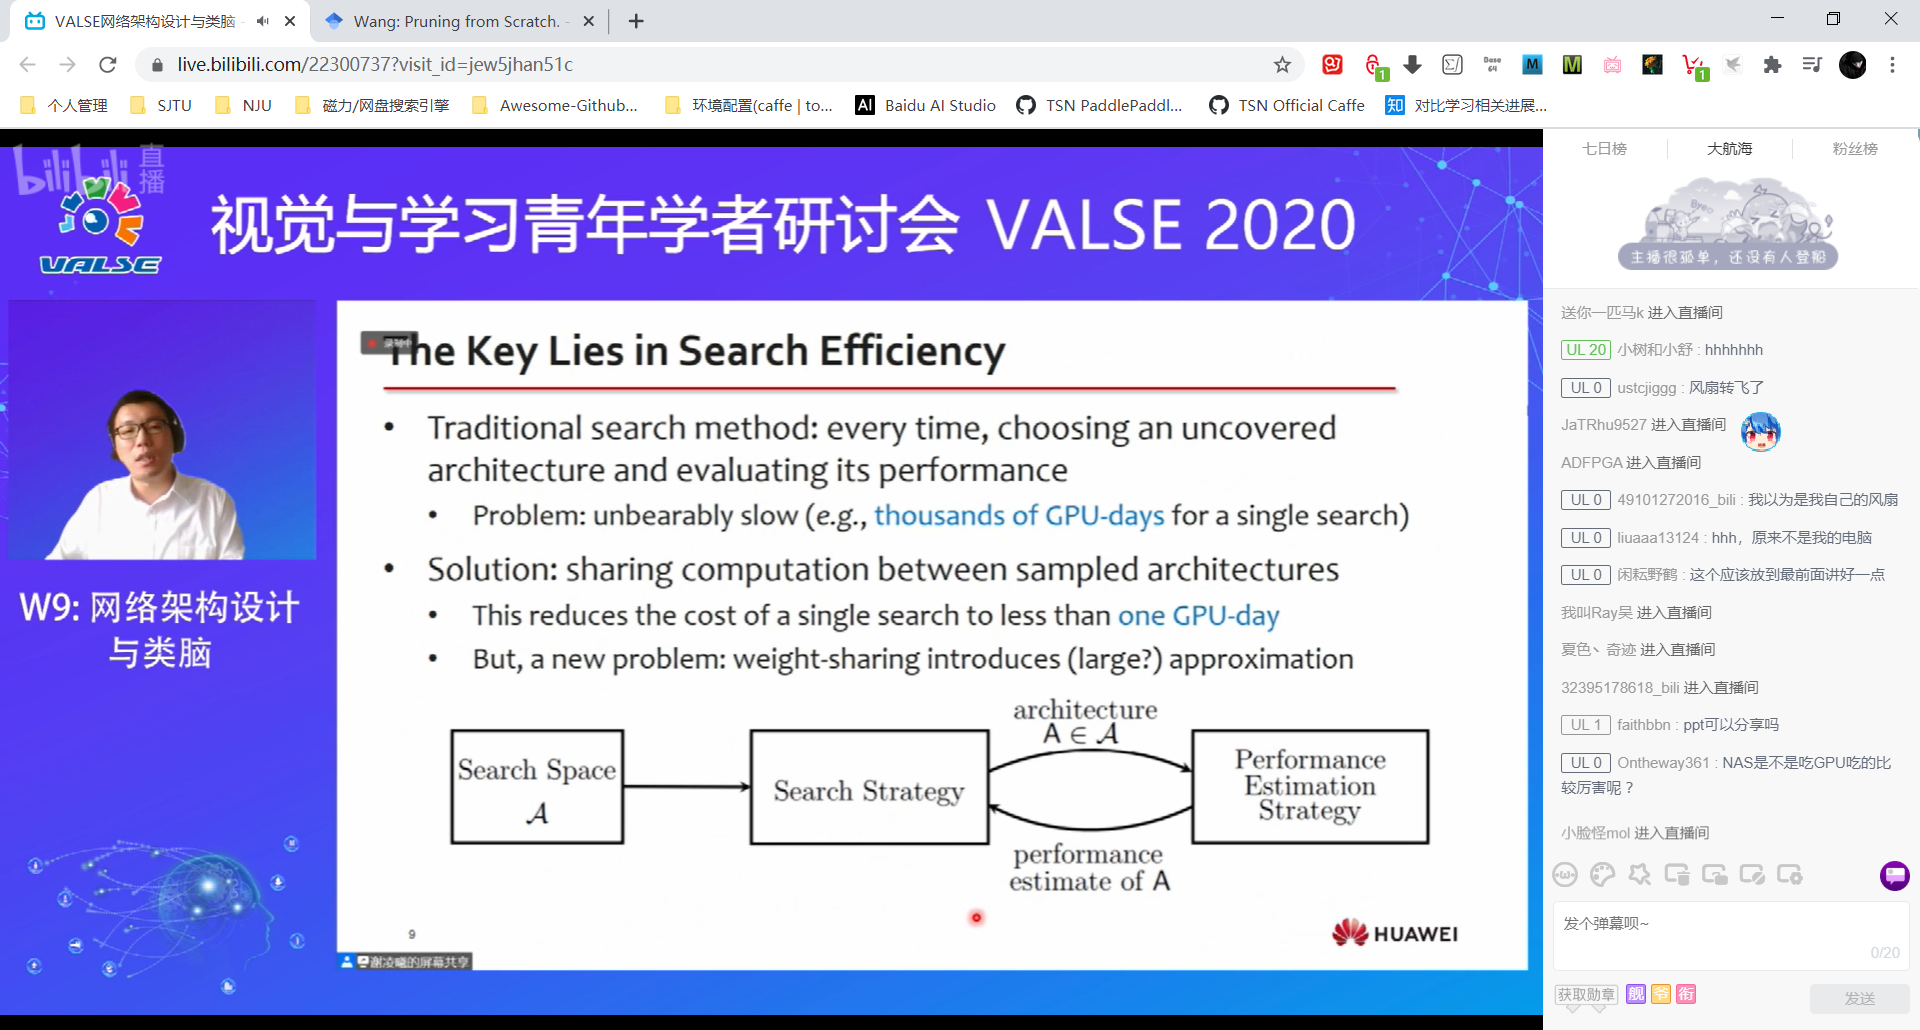 VALSE网络架构设计与类脑
Wang: Pruning from Scratch. -
live.bilibili.com/22300737?visit_id=jew5jhan51c
个人管理
SJTU
NJU
磁力/网盘搜索引擎
Awesome-Github...
环境配置(caffe | to...
Baidu AI Studio
TSN PaddlePaddl...
TSN Official Caffe
对比学习相关进展...
bilibili 直播
VALSE
视觉与学习青年学者研讨会 VALSE 2020
W9: 网络架构设计
与类脑
录制中
The Key Lies in Search Efficiency
• Traditional search method: every time, choosing an uncovered
architecture and evaluating its performance
• Problem: unbearably slow (e.g., thousands of GPU-days for a single search)
• Solution: sharing computation between sampled architectures
• This reduces the cost of a single search to less than one GPU-day
• But, a new problem: weight-sharing introduces (large?) approximation
Search Space
𝒜
Search Strategy
architecture
A ∈ 𝒜
Performance
Estimation
Strategy
performance
estimate of A
9
HUAWEI
谢凌曦的屏幕共享
七日榜
大航海
粉丝榜
主播很孤单，还没有人登船
送你一匹马k 进入直播间
UL 20 小树和小舒 : hhhhhhh
UL 0 ustcjiggg : 风扇转飞了
JaTRhu9527 进入直播间
ADFPGA 进入直播间
UL 0 49101272016_bili : 我以为是我自己的风扇
UL 0 liuaaa13124 : hhh，原来不是我的电脑
UL 0 闲耘野鹤 : 这个应该放到最前面讲好一点
我叫Ray吴 进入直播间
夏色丶奇迹 进入直播间
32395178618_bili 进入直播间
UL 1 faithbbn : ppt可以分享吗
UL 0 Ontheway361 : NAS是不是吃GPU吃的比
较厉害呢？
小脸怪mol 进入直播间
发个弹幕呗~
0/20
获取勋章
舰
爷
衔
发送